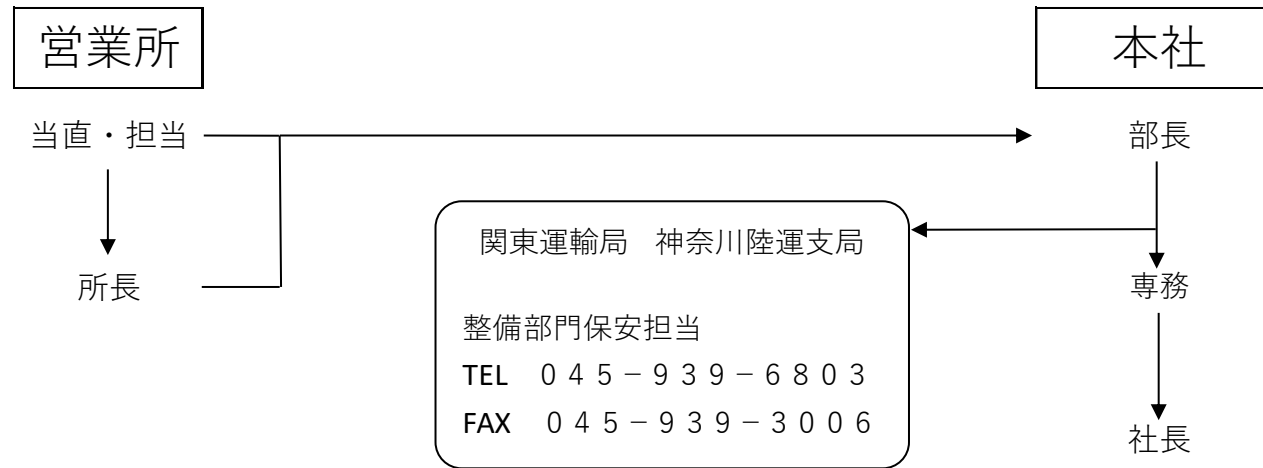 営業所
本社
当直・担当
部長
関東運輸局　神奈川陸運支局
所長
専務
整備部門保安担当
TEL　０４５－９３９－６８０３
FAX　０４５－９３９－３００６
社長